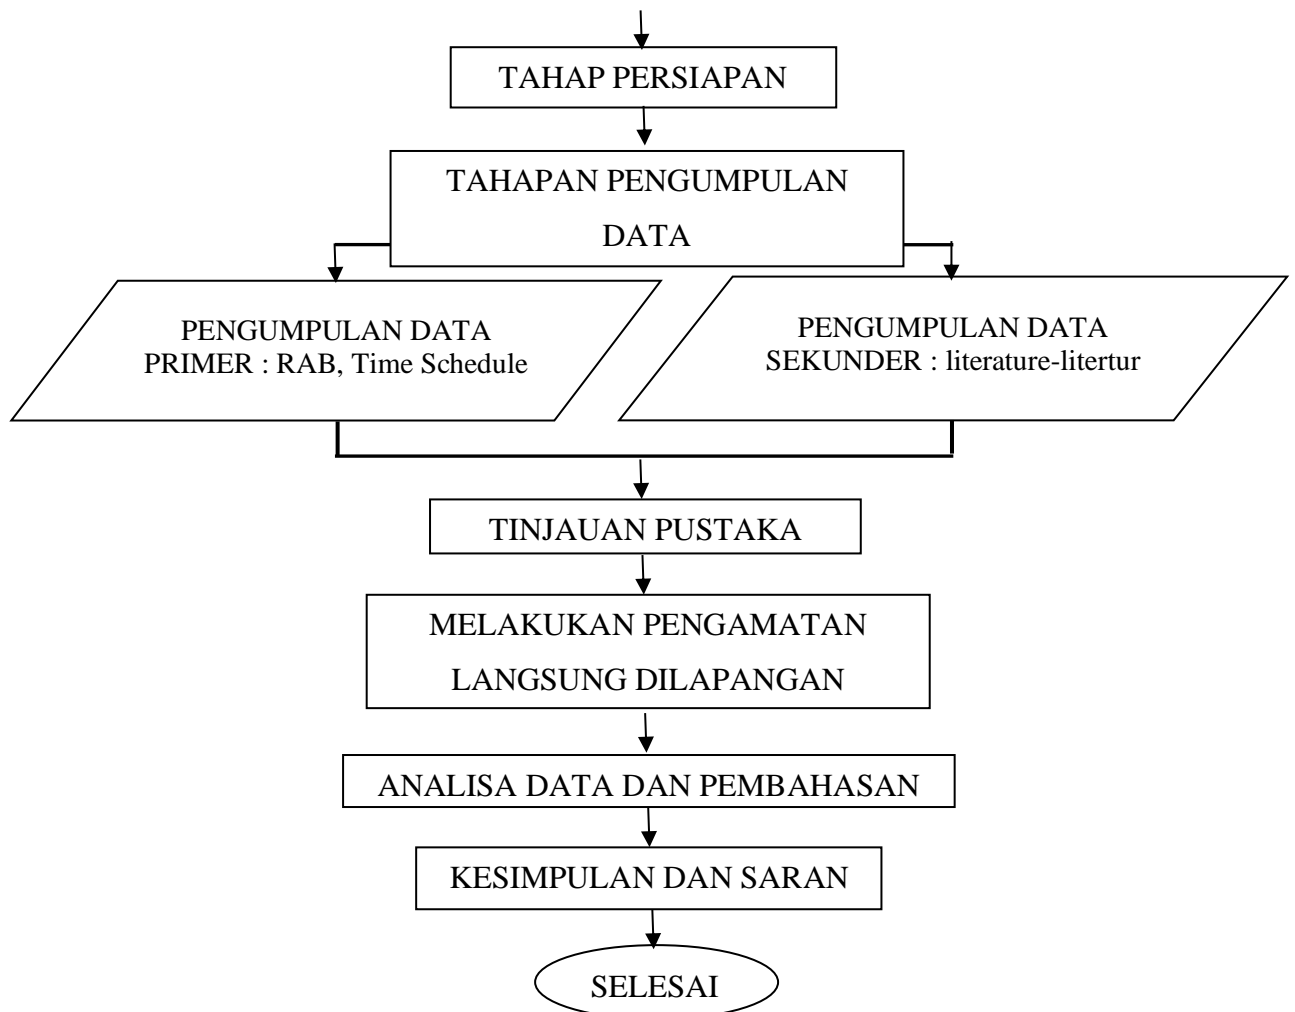 TAHAP PERSIAPAN
TAHAPAN PENGUMPULAN
DATA
PENGUMPULAN DATA
PRIMER : RAB, Time Schedule
PENGUMPULAN DATA
SEKUNDER : literature-litertur
TINJAUAN PUSTAKA
MELAKUKAN PENGAMATAN
LANGSUNG DILAPANGAN
ANALISA DATA DAN PEMBAHASAN
KESIMPULAN DAN SARAN
SELESAI